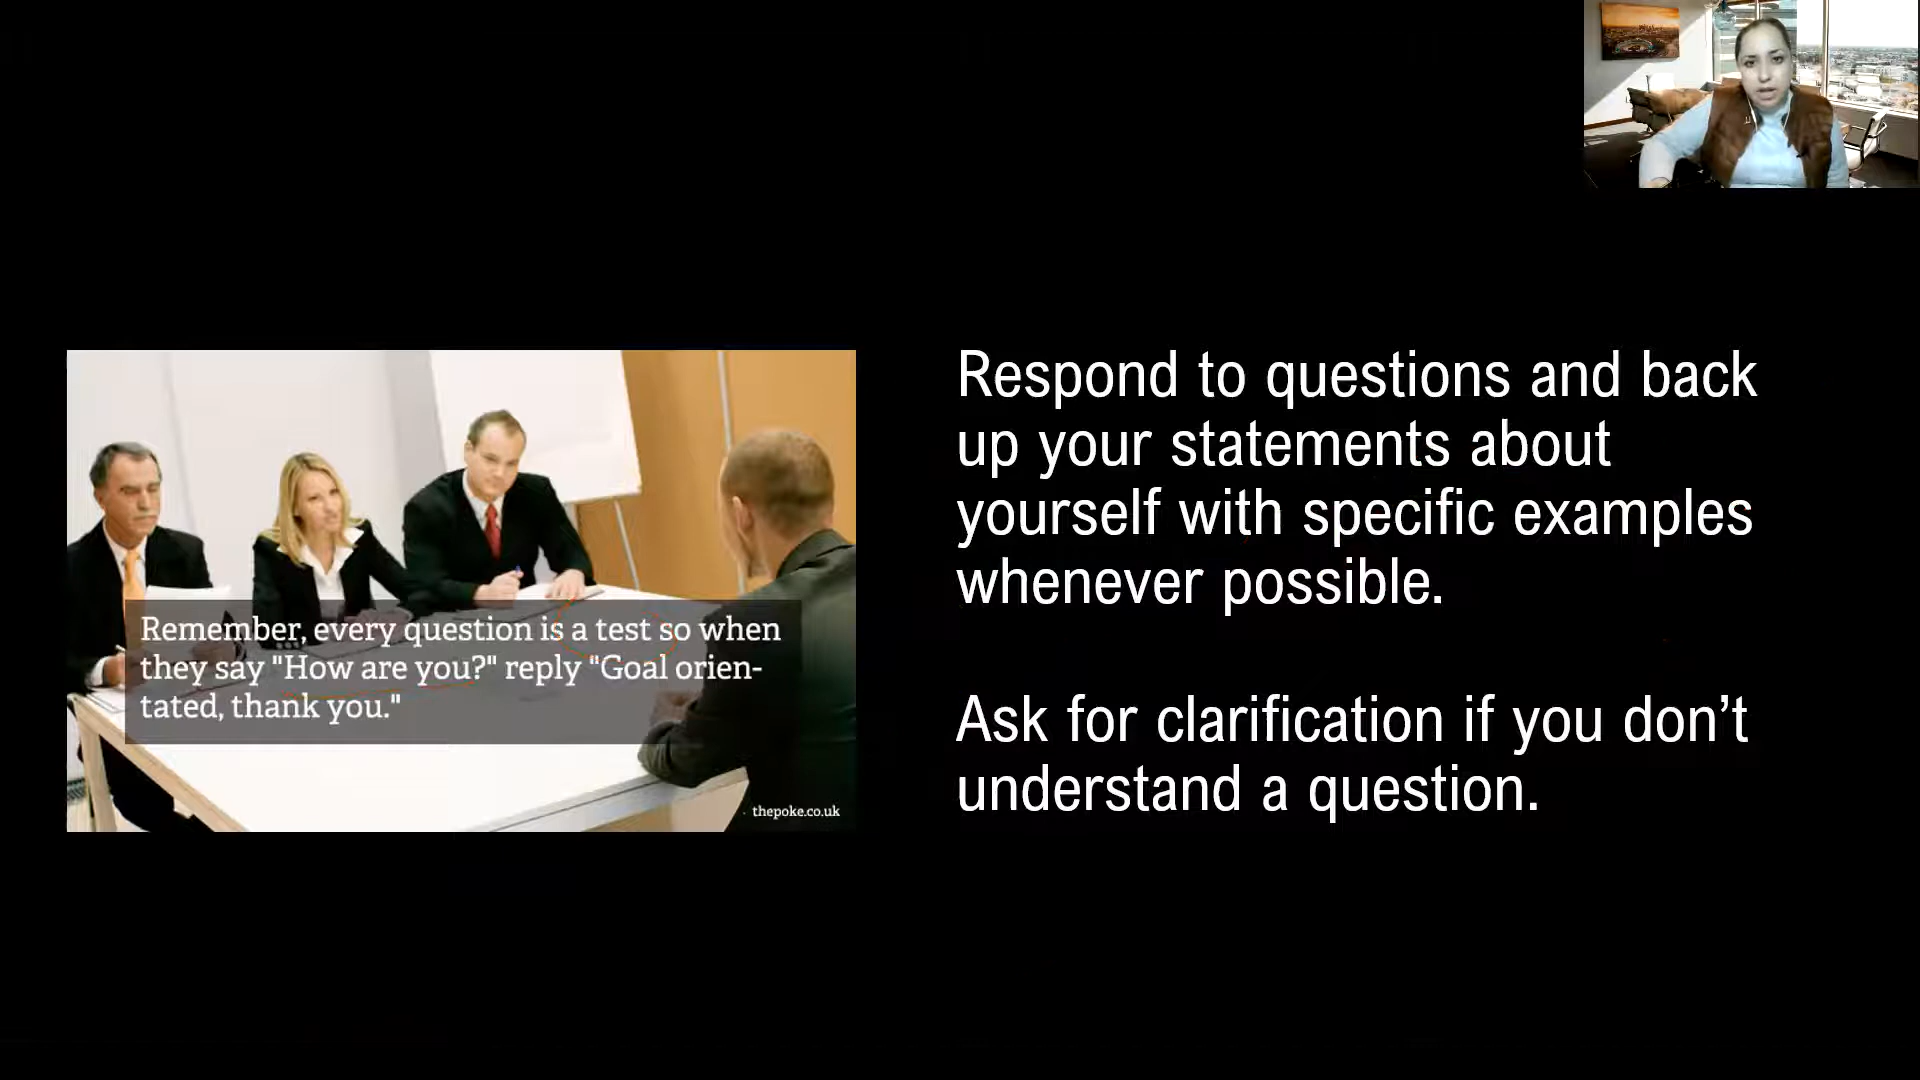 Respond to questions and back
up your statements about
yourself with specific examples
whenever possible.
Ask for clarification if you don’t
understand a question.
Remember, every question is a test so when
they say "How are you?" reply "Goal orien-
tated, thank you."
thepoke.co.uk